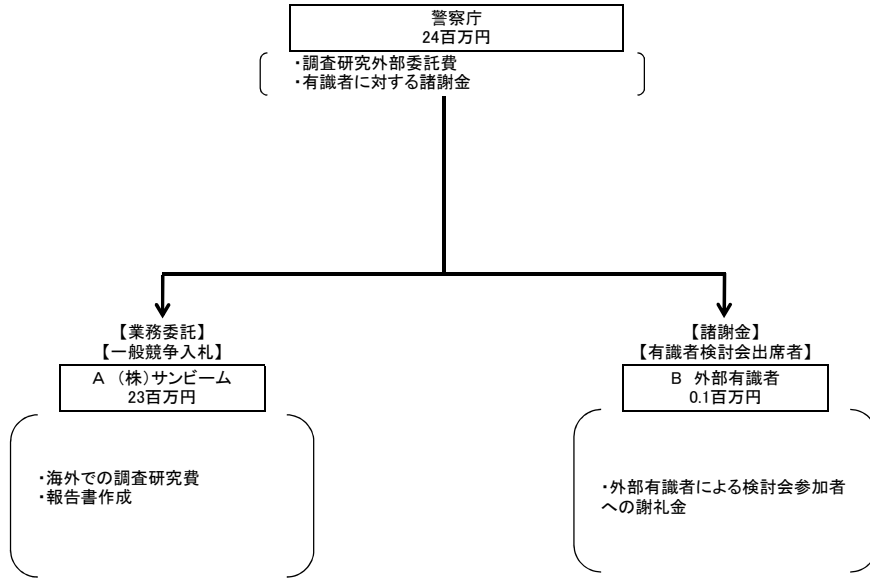 警察庁
24百万円
・調査研究外部委託費
・有識者に対する諸謝金
【業務委託】
【一般競争入札】
A （株）サンビーム
23百万円
・海外での調査研究費
・報告書作成
【諸謝金】
【有識者検討会出席者】
B 外部有識者
0.1百万円
・外部有識者による検討会参加者
への謝礼金